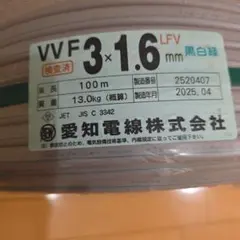 VVF 3×1.6mm LFV 黒白緑
検査済
条長 100m 製造番号 2520407
質量 13.0kg(概算) 製造年月 2025.04
JET JIS C 3342
愛知電線株式会社